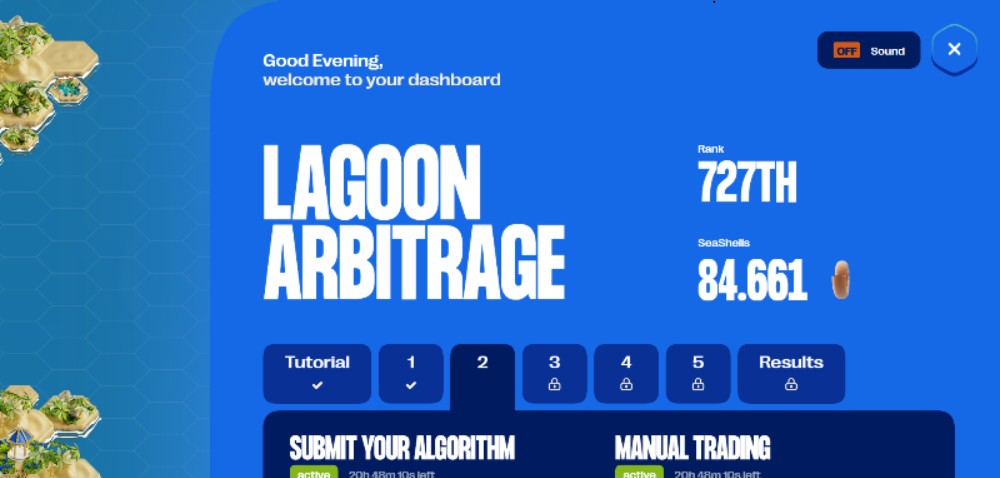 Good Evening,
welcome to your dashboard
OFF Sound
LAGOON
ARBITRAGE
Rank
727TH
SeaShells
84.661
Tutorial 1 2 3 4 5 Results
SUBMIT YOUR ALGORITHM
active 20h 48m 10s left
MANUAL TRADING
active 20h 48m 10s left